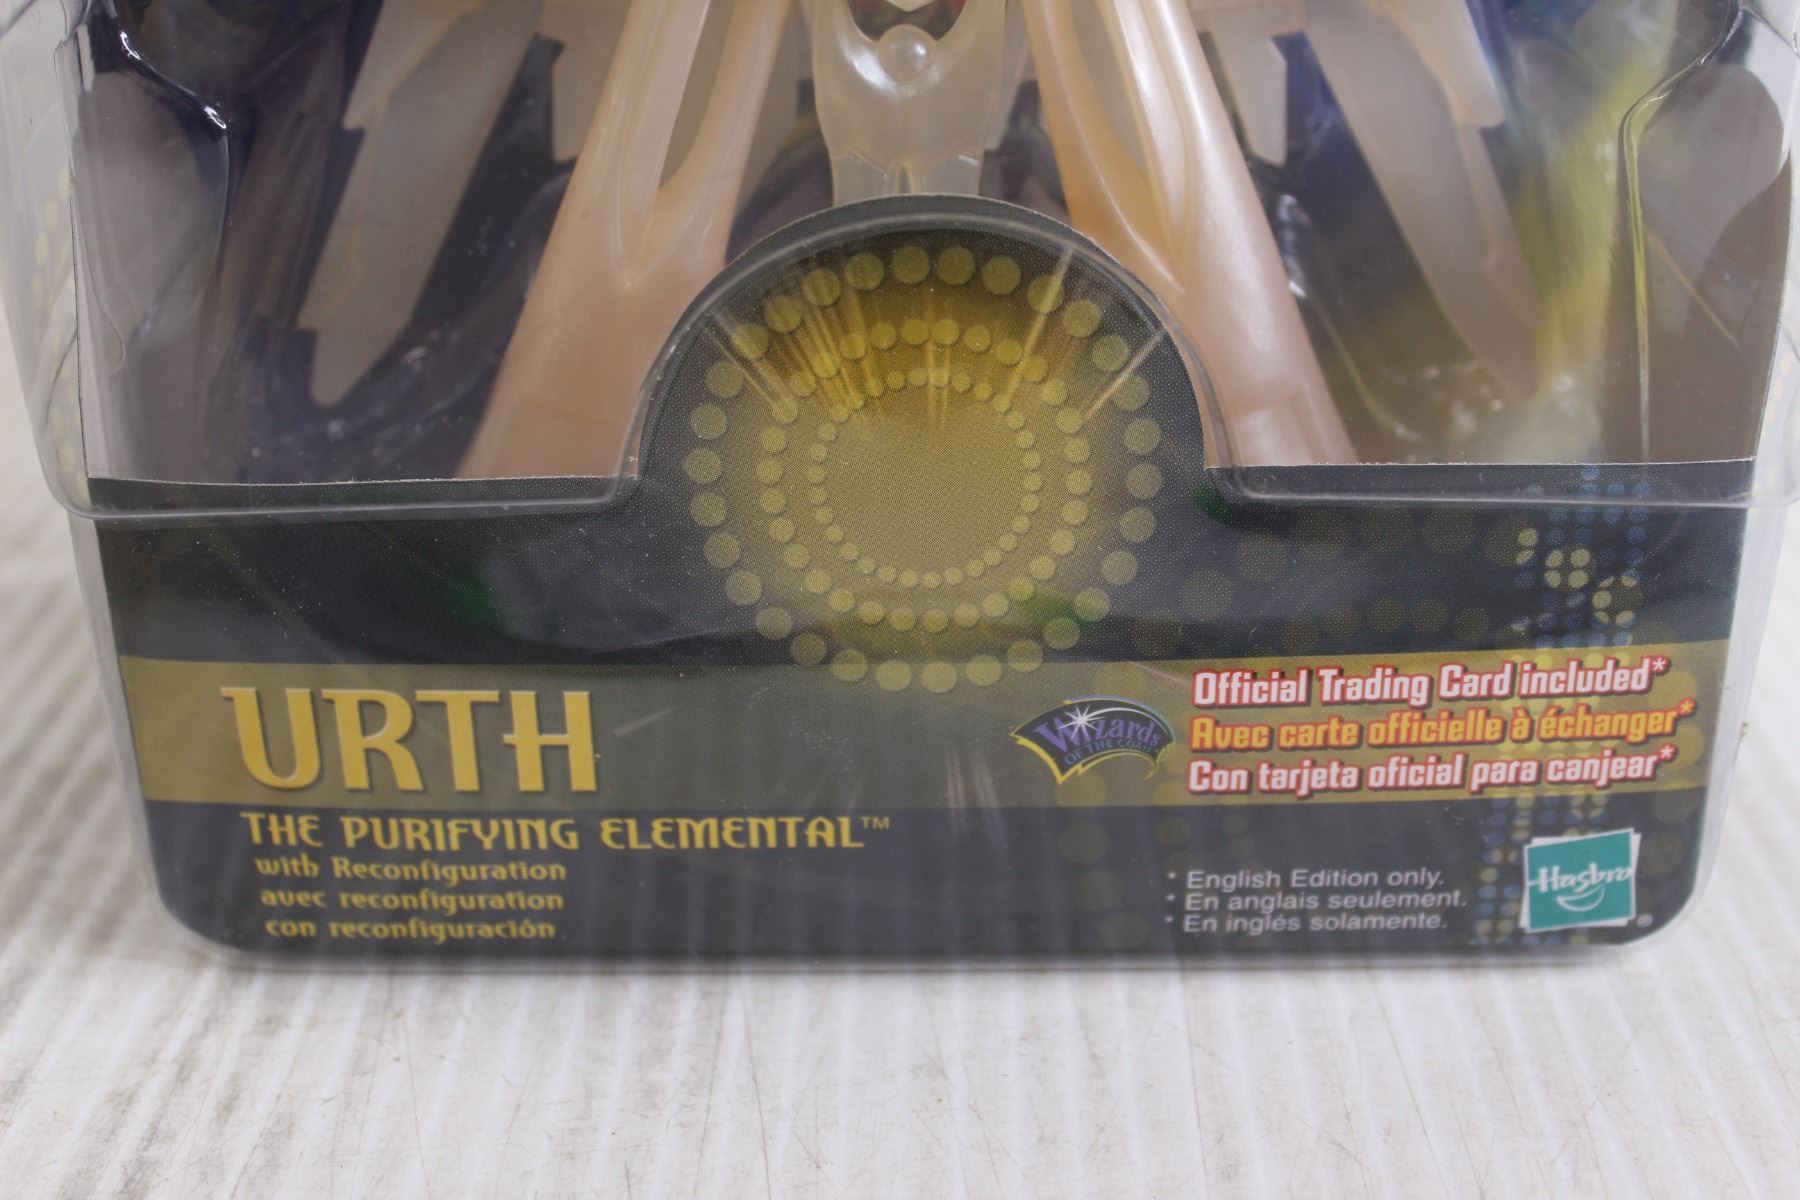 URTH
THE PURIFYING ELEMENTAL™
with Reconfiguration
avec reconfiguration
con reconfiguración
Wizards
OF THE COAST
Official Trading Card included*
Avec carte officielle à échanger*
Con tarjeta oficial para canjear*
* English Edition only.
* En anglais seulement.
* En inglés solamente.
Hasbro
®